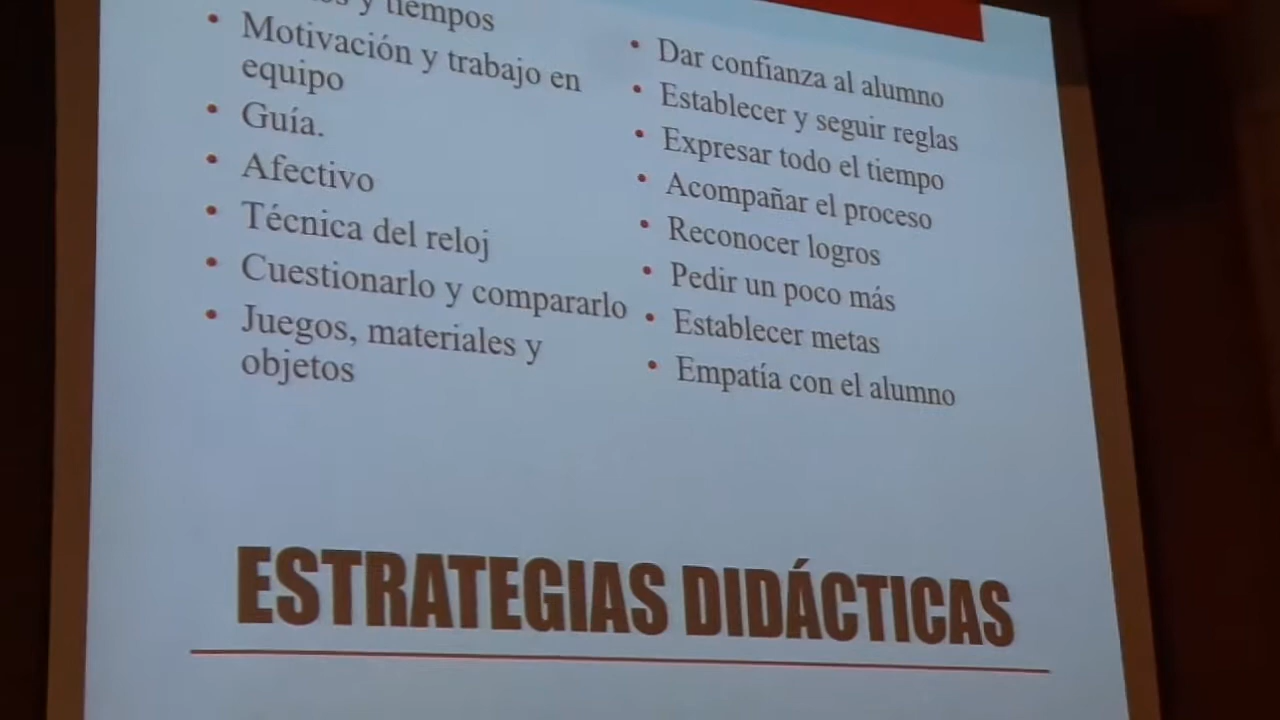 y tiempos
Motivación y trabajo en
equipo
Guía.
Afectivo
Técnica del reloj
Cuestionarlo y compararlo
Juegos, materiales y
objetos
Dar confianza al alumno
Establecer y seguir reglas
Expresar todo el tiempo
Acompañar el proceso
Reconocer logros
Pedir un poco más
Establecer metas
Empatía con el alumno
ESTRATEGIAS DIDÁCTICAS